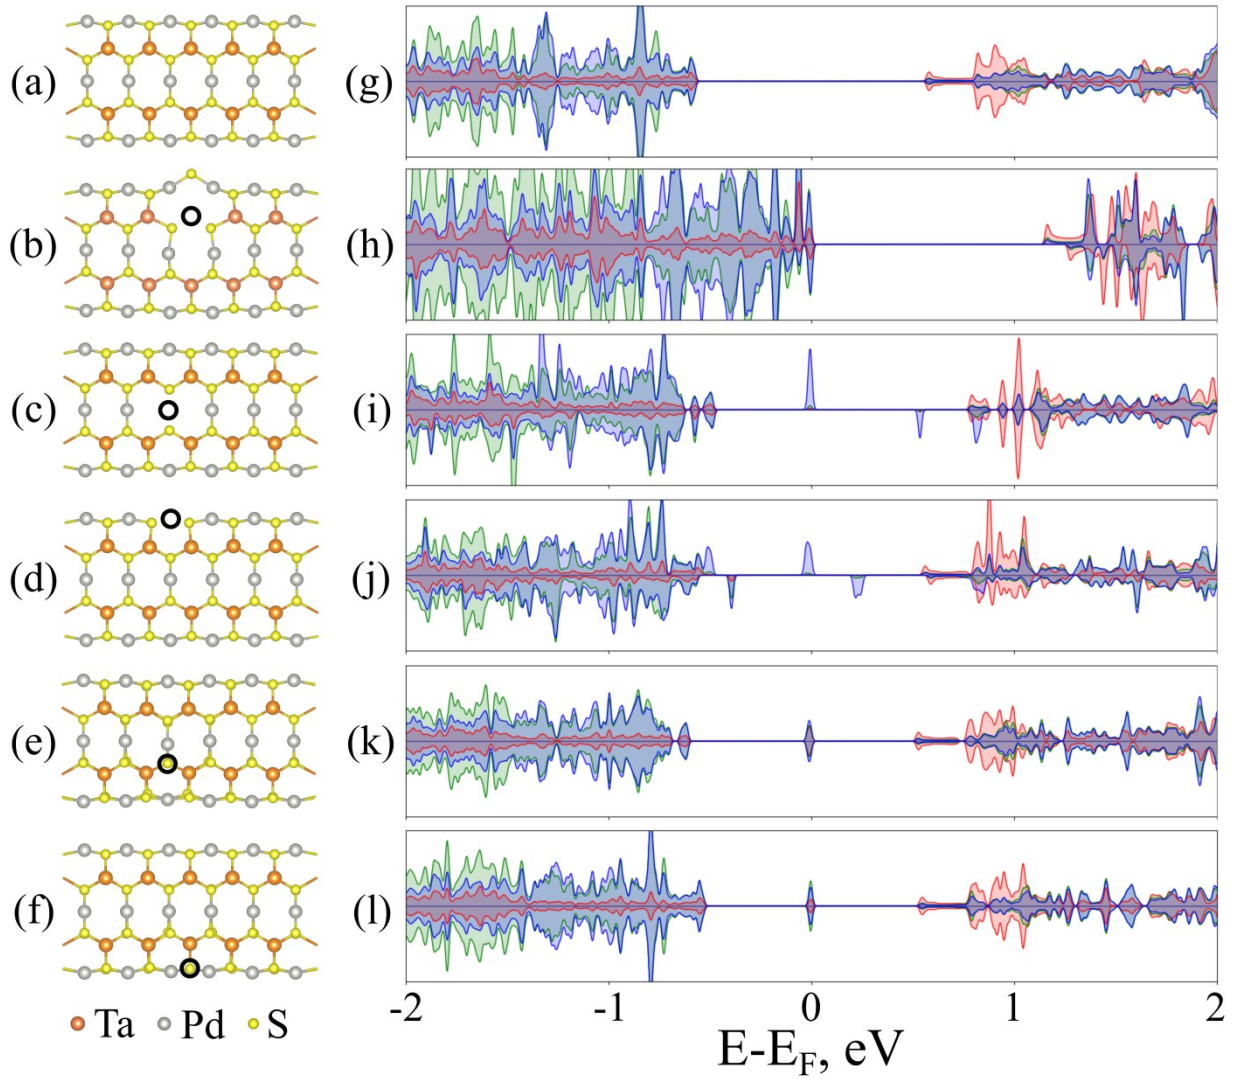 (a)
(g)
(b)
(h)
(c)
(i)
(d)
(j)
(e)
(k)
(f)
(l)
-2 -1 0 1 2
Ta Pd S
E-E_F, eV